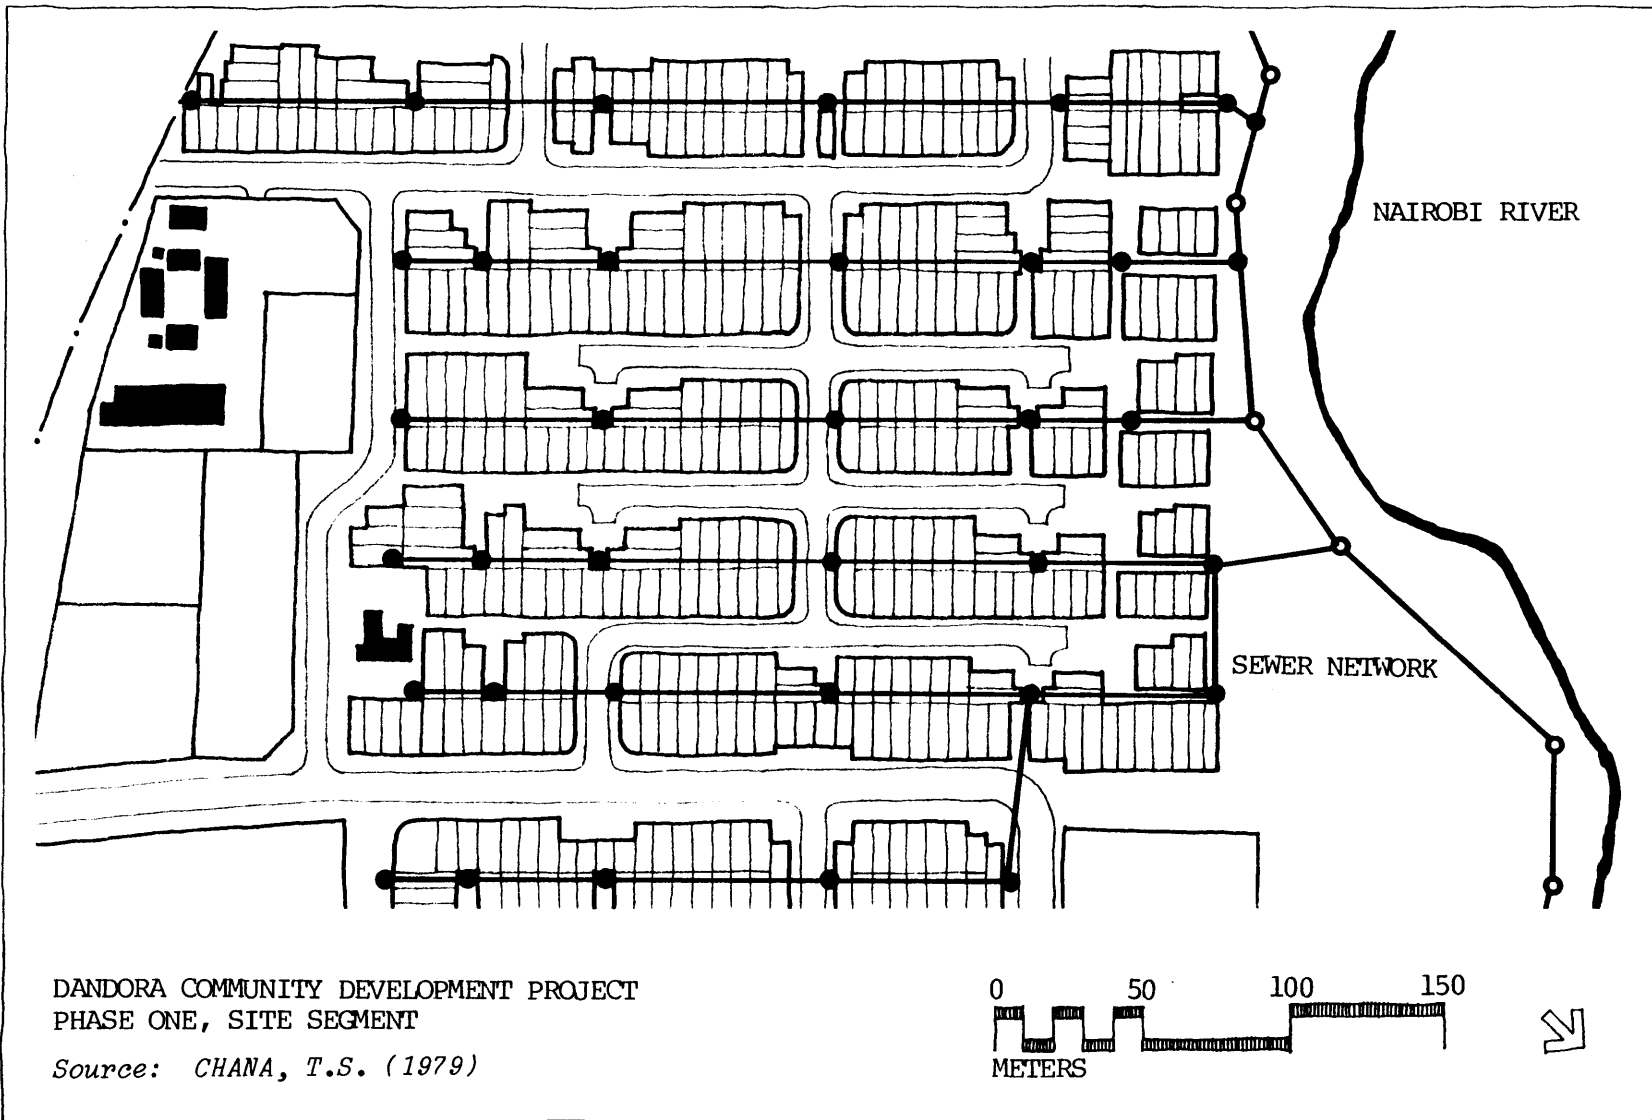 NAIROBI RIVER
SEWER NETWORK
DANDORA COMMUNITY DEVELOPMENT PROJECT
PHASE ONE, SITE SEGMENT
Source: CHANA, T.S. (1979)
0 50 100 150
METERS